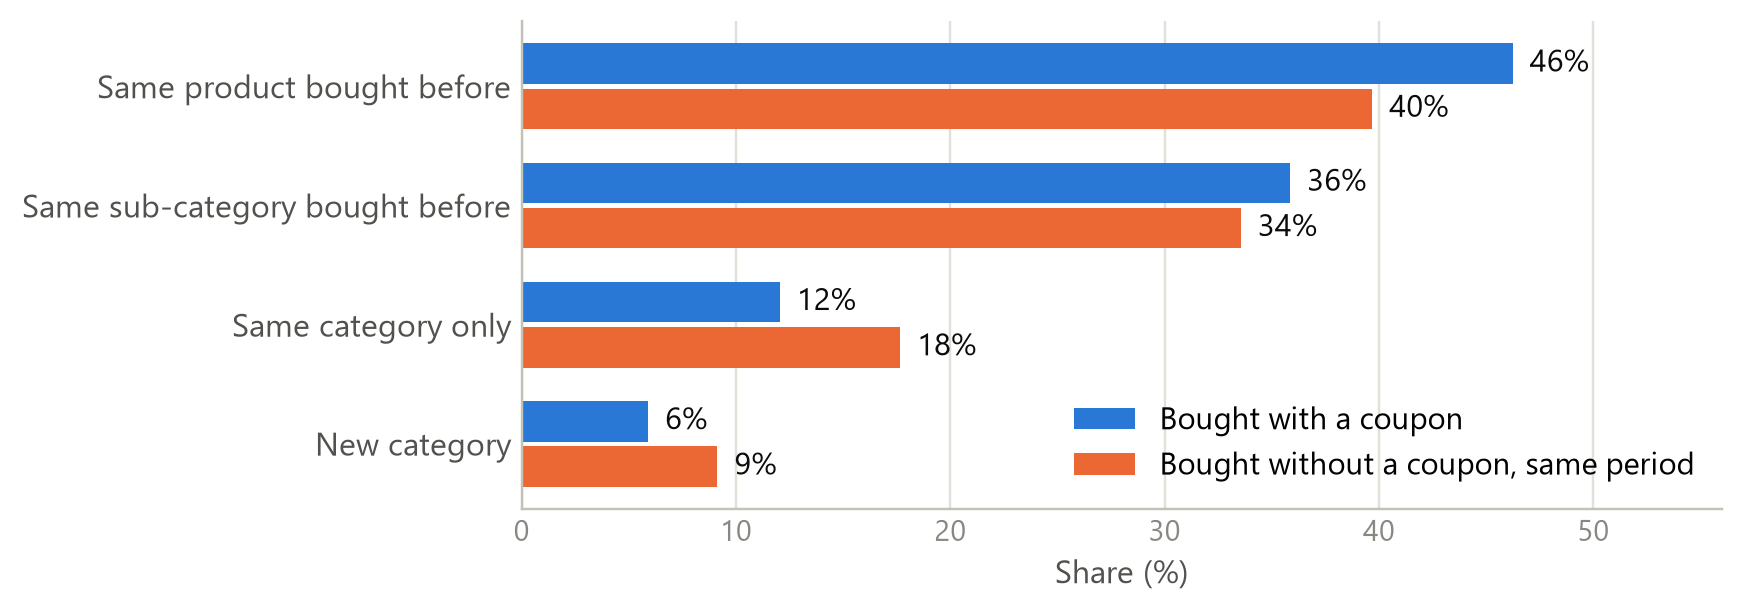 Same product bought before
46%
40%
Same sub-category bought before
36%
34%
Same category only
12%
18%
New category
6%
9%
Bought with a coupon
Bought without a coupon, same period
0 10 20 30 40 50
Share (%)